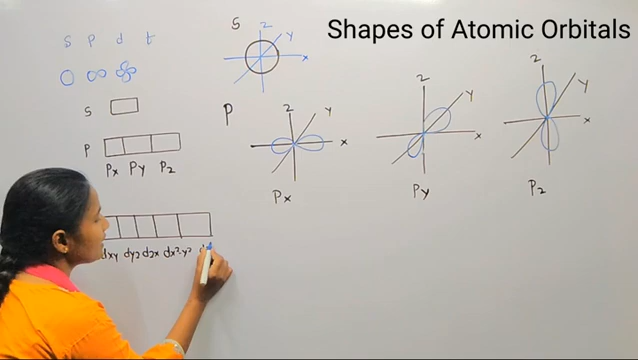 Shapes of Atomic Orbitals
s p d f
s
z
y
x
s
p
z
y
x
Px
z
y
x
Py
z
y
x
Pz
P
Px Py Pz
dxy dyz dzx dx²-y² d